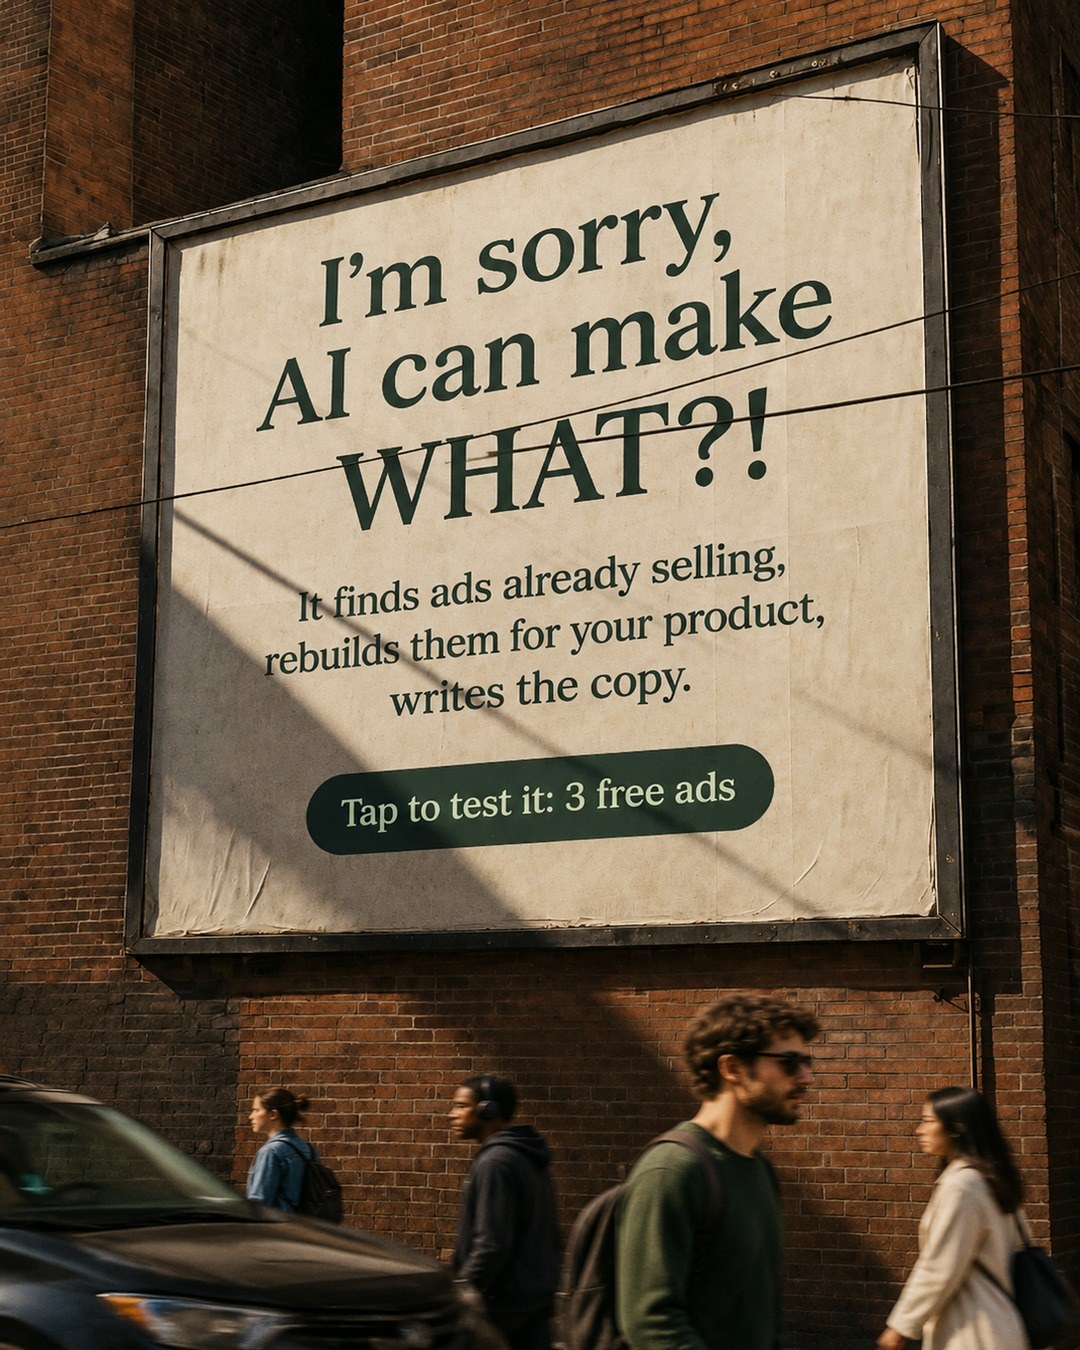 I'm sorry,
AI can make
WHAT?!
It finds ads already selling,
rebuilds them for your product,
writes the copy.
Tap to test it: 3 free ads